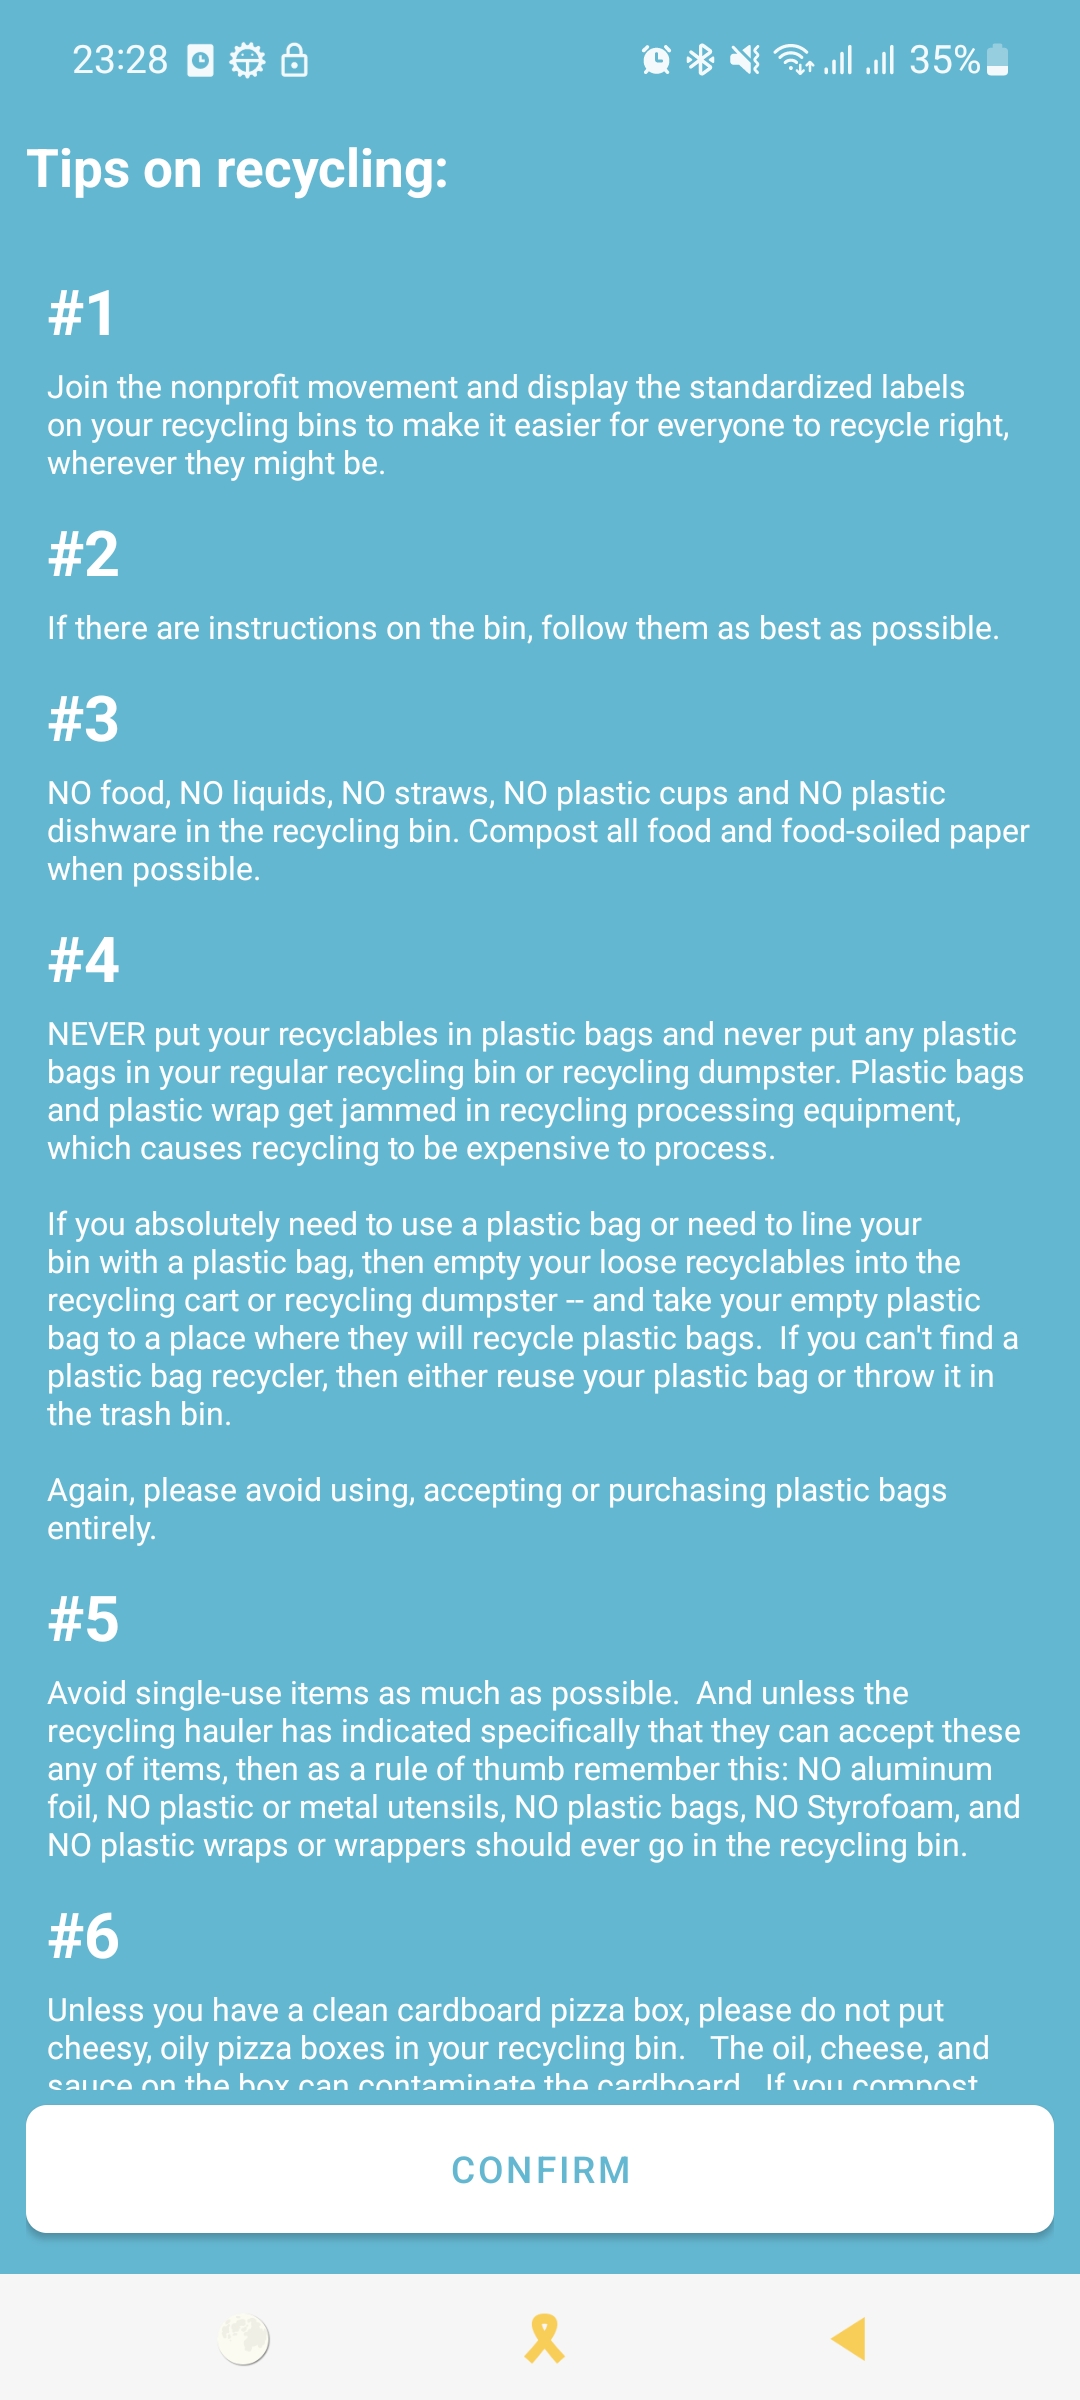 23:28
35%
Tips on recycling:
#1
Join the nonprofit movement and display the standardized labels
on your recycling bins to make it easier for everyone to recycle right,
wherever they might be.
#2
If there are instructions on the bin, follow them as best as possible.
#3
NO food, NO liquids, NO straws, NO plastic cups and NO plastic
dishware in the recycling bin. Compost all food and food-soiled paper
when possible.
#4
NEVER put your recyclables in plastic bags and never put any plastic
bags in your regular recycling bin or recycling dumpster. Plastic bags
and plastic wrap get jammed in recycling processing equipment,
which causes recycling to be expensive to process.
If you absolutely need to use a plastic bag or need to line your
bin with a plastic bag, then empty your loose recyclables into the
recycling cart or recycling dumpster -- and take your empty plastic
bag to a place where they will recycle plastic bags.  If you can't find a
plastic bag recycler, then either reuse your plastic bag or throw it in
the trash bin.
Again, please avoid using, accepting or purchasing plastic bags
entirely.
#5
Avoid single-use items as much as possible.  And unless the
recycling hauler has indicated specifically that they can accept these
any of items, then as a rule of thumb remember this: NO aluminum
foil, NO plastic or metal utensils, NO plastic bags, NO Styrofoam, and
NO plastic wraps or wrappers should ever go in the recycling bin.
#6
Unless you have a clean cardboard pizza box, please do not put
cheesy, oily pizza boxes in your recycling bin.   The oil, cheese, and
sauce on the box can contaminate the cardboard.  If you compost
CONFIRM